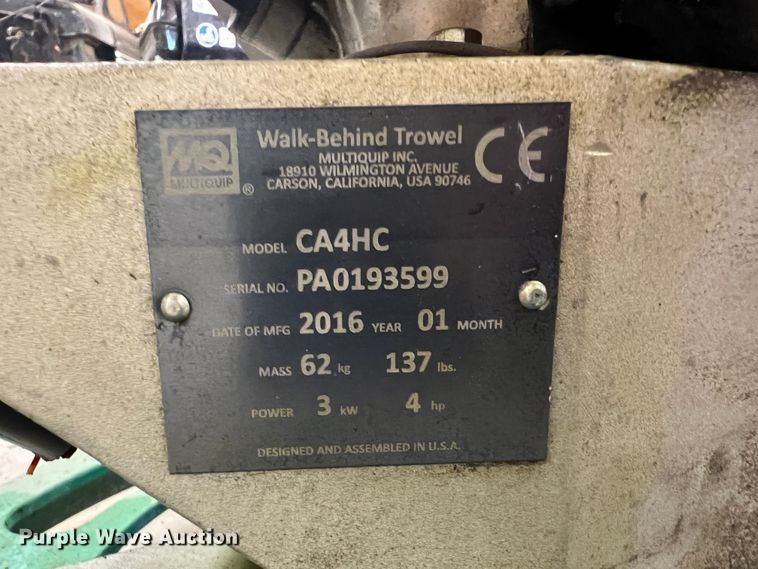 MQ
MULTIQUIP
®
Walk-Behind Trowel
MULTIQUIP INC.
18910 WILMINGTON AVENUE
CARSON, CALIFORNIA, USA 90746
CE
MODEL CA4HC
SERIAL NO. PA0193599
DATE OF MFG 2016 YEAR 01 MONTH
MASS 62 kg 137 lbs.
POWER 3 kW 4 hp
DESIGNED AND ASSEMBLED IN U.S.A.
Purple Wave Auction